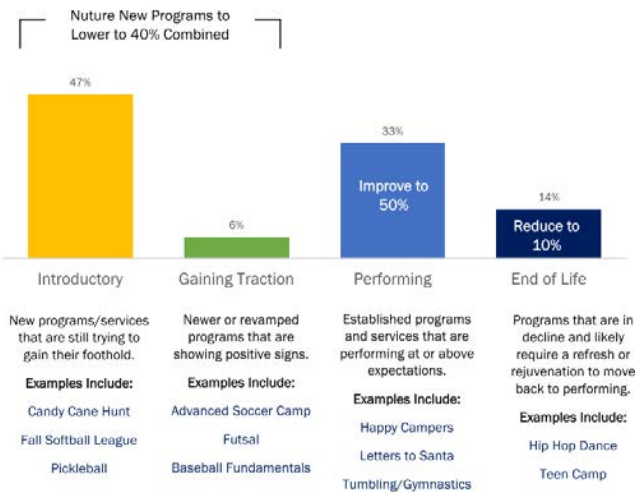 Nuture New Programs to
Lower to 40% Combined
47%
6%
33%
14%
Improve to
50%
Reduce to
10%
Introductory
Gaining Traction
Performing
End of Life
New programs/services
that are still trying to
gain their foothold.
Examples Include:
Candy Cane Hunt
Fall Softball League
Pickleball
Newer or revamped
programs that are
showing positive signs.
Examples Include:
Advanced Soccer Camp
Futsal
Baseball Fundamentals
Established programs
and services that are
performing at or above
expectations.
Examples Include:
Happy Campers
Letters to Santa
Tumbling/Gymnastics
Programs that are in
decline and likely
require a refresh or
rejuvenation to move
back to performing.
Examples Include:
Hip Hop Dance
Teen Camp